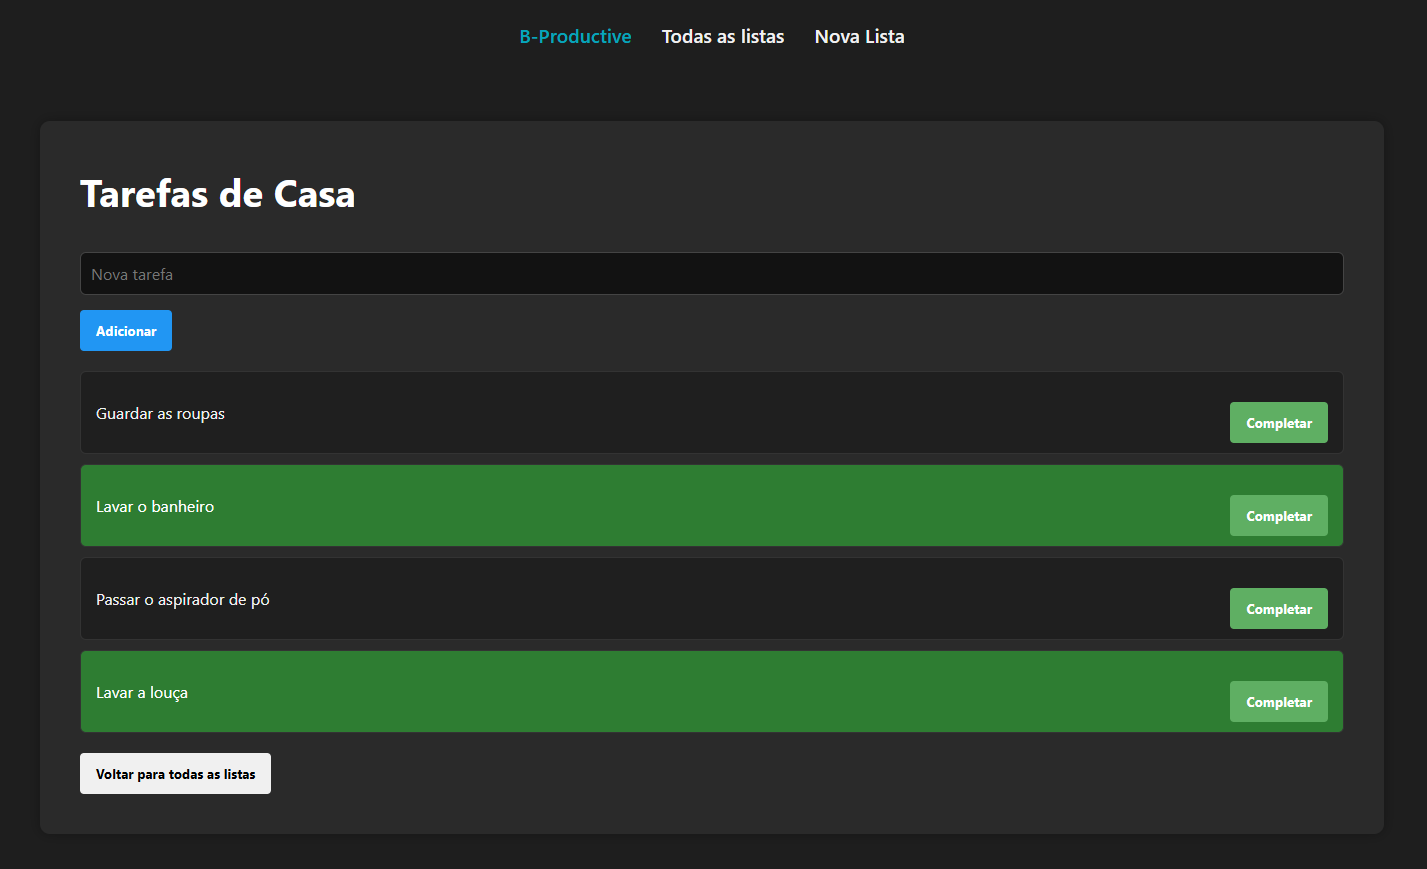 B-Productive Todas as listas Nova Lista
Tarefas de Casa
Nova tarefa
Adicionar
Guardar as roupas
Completar
Lavar o banheiro
Completar
Passar o aspirador de pó
Completar
Lavar a louça
Completar
Voltar para todas as listas